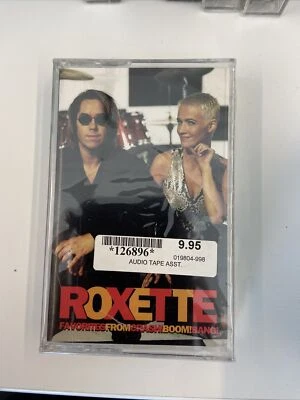 9.95
*126896*
019804-998
AUDIO TAPE ASST.
ROXETTE
FAVORITES FROM CRASH! BOOM! BANG!